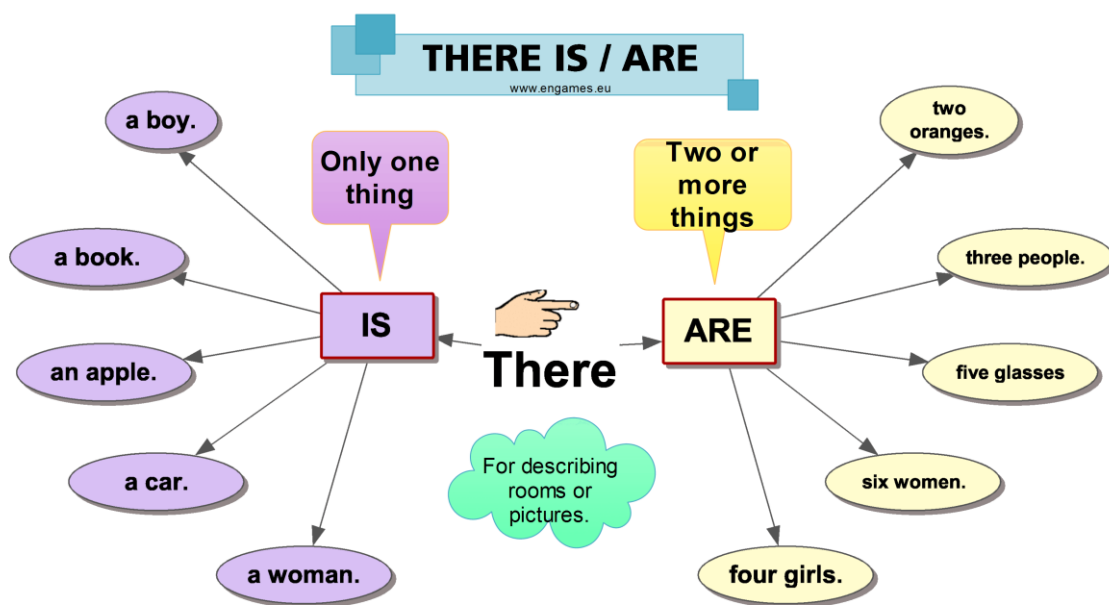 THERE IS / ARE
www.engames.eu
a boy.
two
oranges.
Only one
thing
Two or
more
things
a book.
three people.
IS
ARE
There
an apple.
five glasses
For describing
rooms or
pictures.
a car.
six women.
a woman.
four girls.